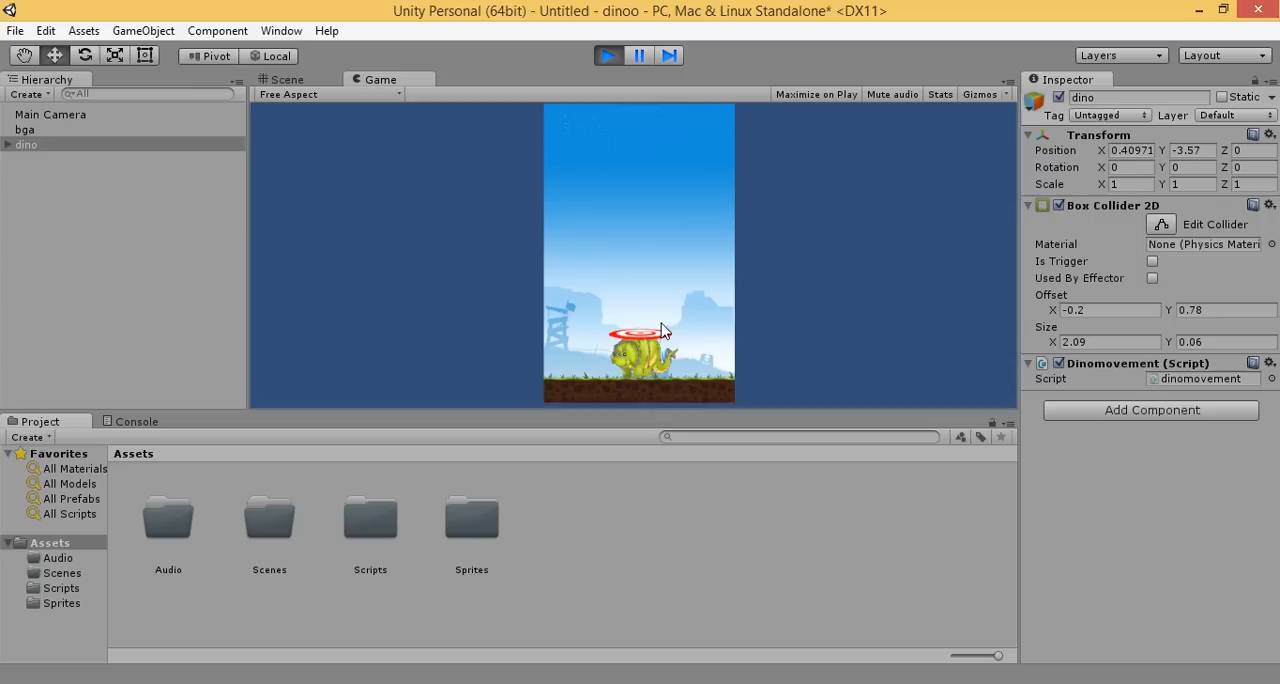 Unity Personal (64bit) - Untitled - dinoo - PC, Mac & Linux Standalone* <DX11>
File Edit Assets GameObject Component Window Help
Pivot Local Layers Layout
Hierarchy Scene Game Inspector
Create All Free Aspect Maximize on Play Mute audio Stats Gizmos dino Static
Main Camera Tag Untagged Layer Default
bga Transform
dino Position X 0.40971 Y -3.57 Z 0
Rotation X 0 Y 0 Z 0
Scale X 1 Y 1 Z 1
Box Collider 2D
Edit Collider
Material None (Physics Materi
Is Trigger
Used By Effector
Offset
X -0.2 Y 0.78
Size
X 2.09 Y 0.06
Dinomovement (Script)
Script dinomovement
Add Component
Project Console
Create
Favorites Assets
All Materials
All Models
All Prefabs
All Scripts
Assets
Audio
Scenes
Scripts
Sprites
Audio Scenes Scripts Sprites